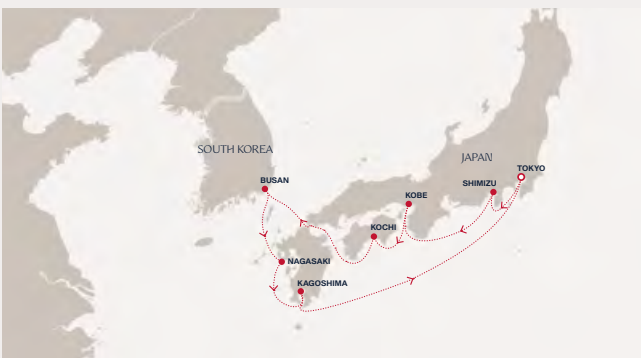 SOUTH KOREA
BUSAN
JAPAN
TOKYO
SHIMIZU
KOBE
KOCHI
NAGASAKI
KAGOSHIMA